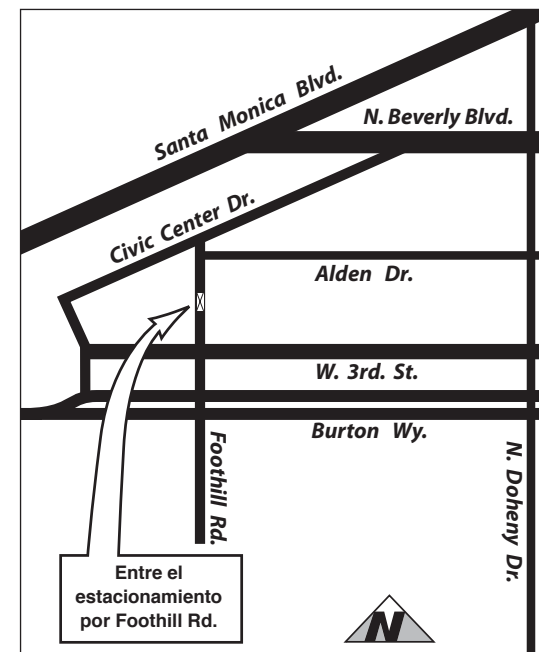 Santa Monica Blvd.
N. Beverly Blvd.
Civic Center Dr.
Alden Dr.
W. 3rd. St.
Burton Wy.
Foothill Rd.
N. Doheny Dr.
Entre el
estacionamiento
por Foothill Rd.
N